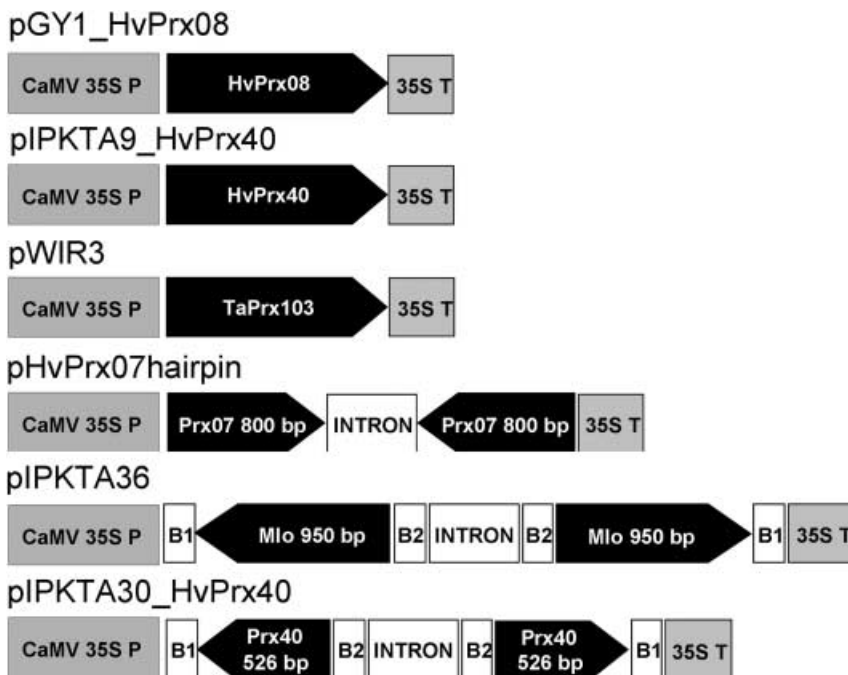 pGY1_HvPrx08
CaMV 35S P HvPrx08 35S T
pIPKTA9_HvPrx40
CaMV 35S P HvPrx40 35S T
pWIR3
CaMV 35S P TaPrx103 35S T
pHvPrx07hairpin
CaMV 35S P Prx07 800 bp INTRON Prx07 800 bp 35S T
pIPKTA36
CaMV 35S P B1 Mlo 950 bp B2 INTRON B2 Mlo 950 bp B1 35S T
pIPKTA30_HvPrx40
CaMV 35S P B1 Prx40 526 bp B2 INTRON B2 Prx40 526 bp B1 35S T